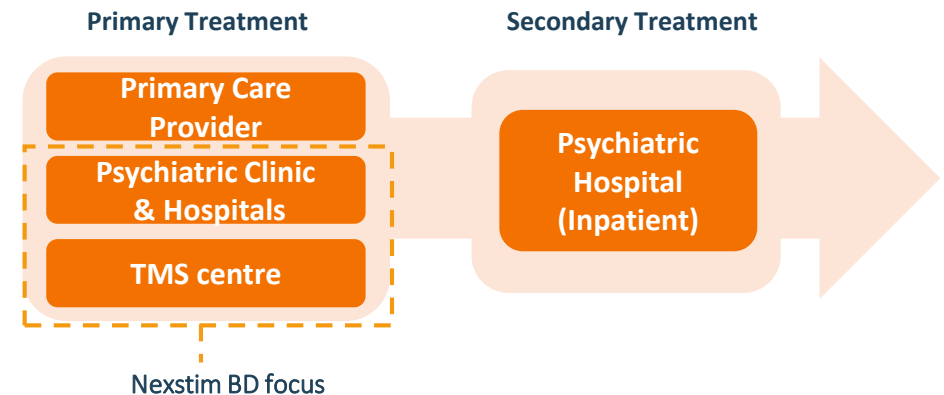 Primary Treatment
Secondary Treatment
Primary Care
Provider
Psychiatric Clinic
& Hospitals
TMS centre
Psychiatric
Hospital
(Inpatient)
Nexstim BD focus